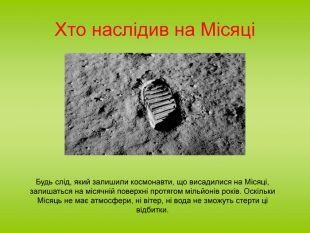 Хто наслідив на Місяці
Будь слід, який залишили космонавти, що висадилися на Місяці,
залишаться на місячній поверхні протягом мільйонів років. Оскільки
Місяць не має атмосфери, ні вітер, ні вода не зможуть стерти ці
відбитки.